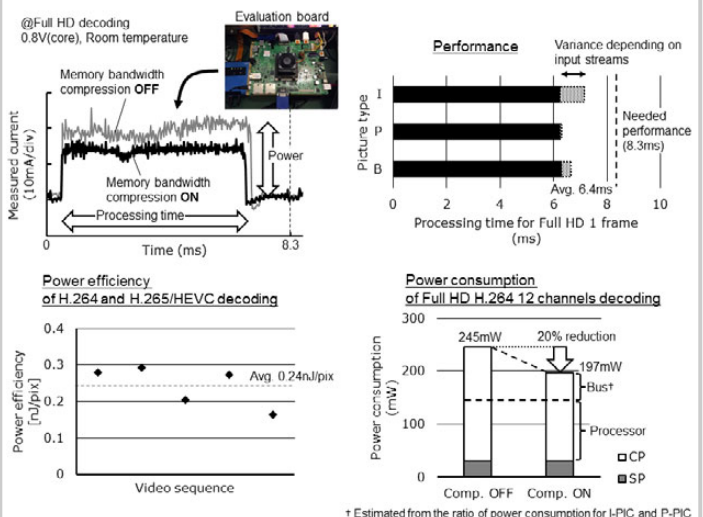 @Full HD decoding
0.8V(core), Room temperature
Evaluation board
Memory bandwidth
compression OFF
Power
Memory bandwidth
compression ON
Processing time
Measured current
(10mA/div)
0
8.3
Time (ms)
Performance
Variance depending on
input streams
Picture type
I
P
B
Needed
performance
(8.3ms)
Avg. 6.4ms
0 2 4 6 8 10
Processing time for Full HD 1 frame
(ms)
Power efficiency
of H.264 and H.265/HEVC decoding
Power efficiency
[nJ/pix]
0.4
0.3
0.2
0.1
0
Avg. 0.24nJ/pix
Video sequence
Power consumption
of Full HD H.264 12 channels decoding
Power consumption
(mW)
300
200
100
0
245mW
20% reduction
197mW
Bus†
Processor
CP
SP
Comp. OFF Comp. ON
† Estimated from the ratio of power consumption for I-PIC and P-PIC